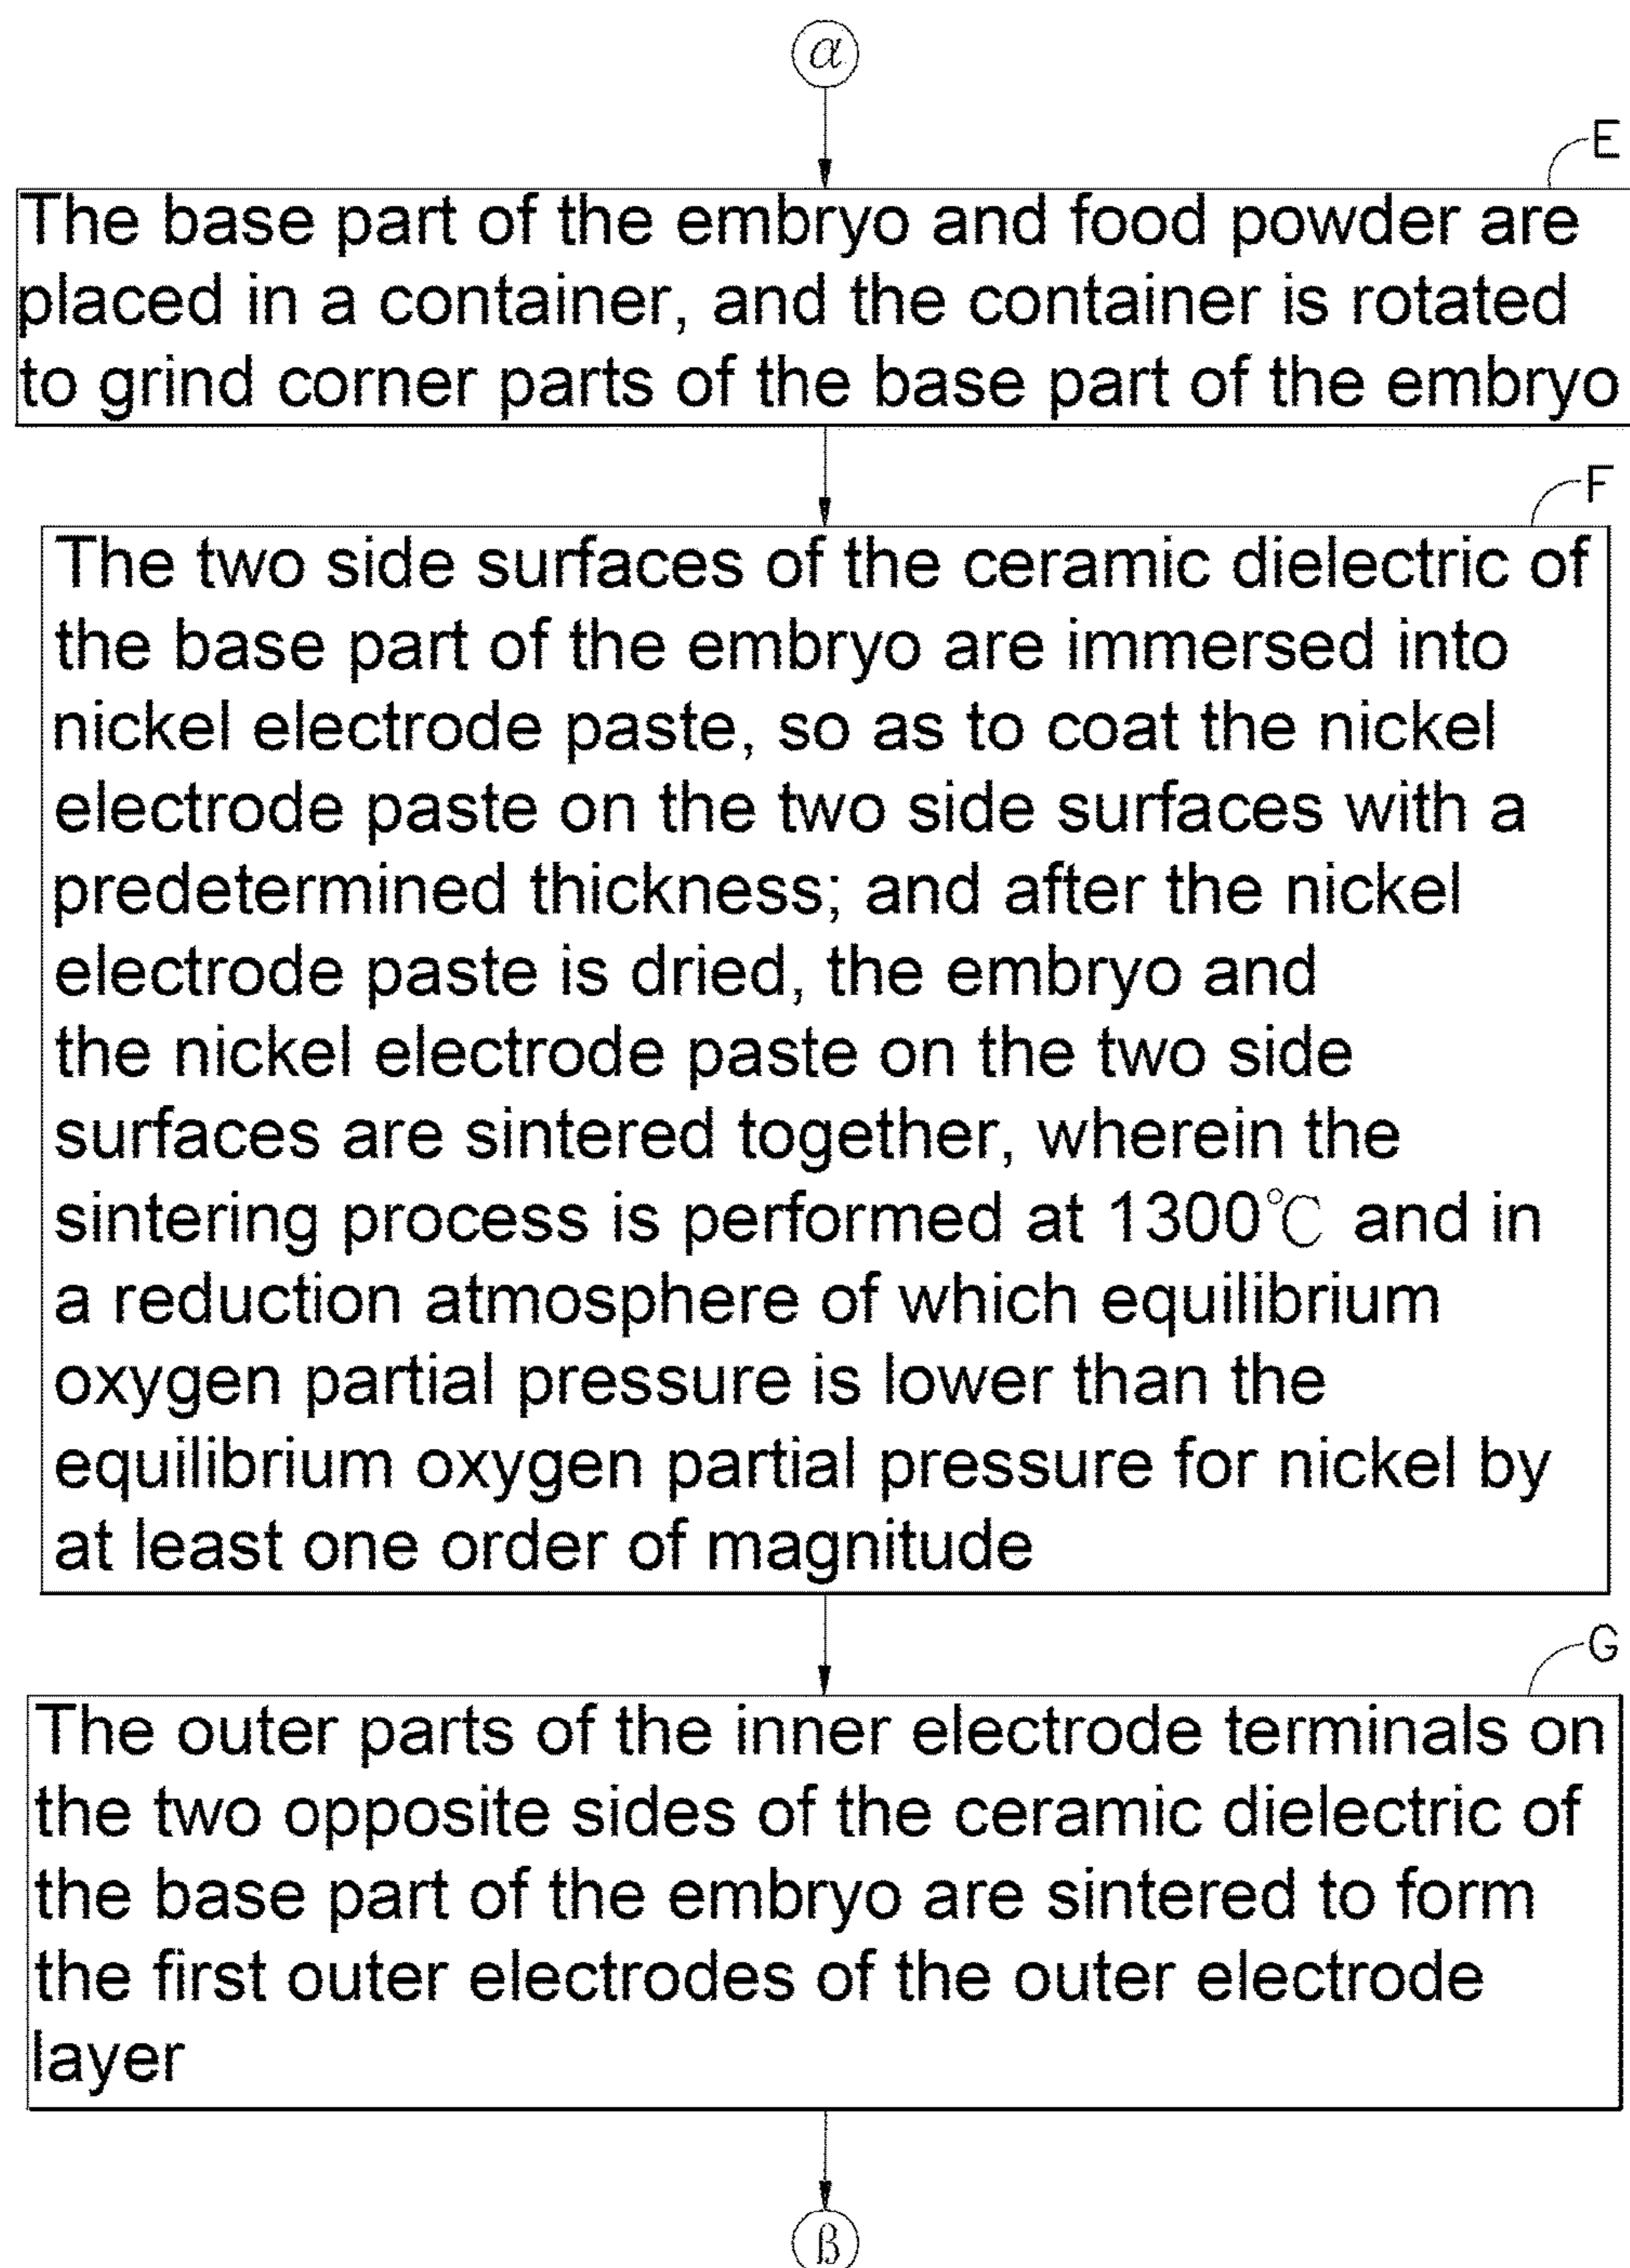 α
E
The base part of the embryo and food powder are
placed in a container, and the container is rotated
to grind corner parts of the base part of the embryo
F
The two side surfaces of the ceramic dielectric of
the base part of the embryo are immersed into
nickel electrode paste, so as to coat the nickel
electrode paste on the two side surfaces with a
predetermined thickness; and after the nickel
electrode paste is dried, the embryo and
the nickel electrode paste on the two side
surfaces are sintered together, wherein the
sintering process is performed at 1300℃ and in
a reduction atmosphere of which equilibrium
oxygen partial pressure is lower than the
equilibrium oxygen partial pressure for nickel by
at least one order of magnitude
G
The outer parts of the inner electrode terminals on
the two opposite sides of the ceramic dielectric of
the base part of the embryo are sintered to form
the first outer electrodes of the outer electrode
layer
β